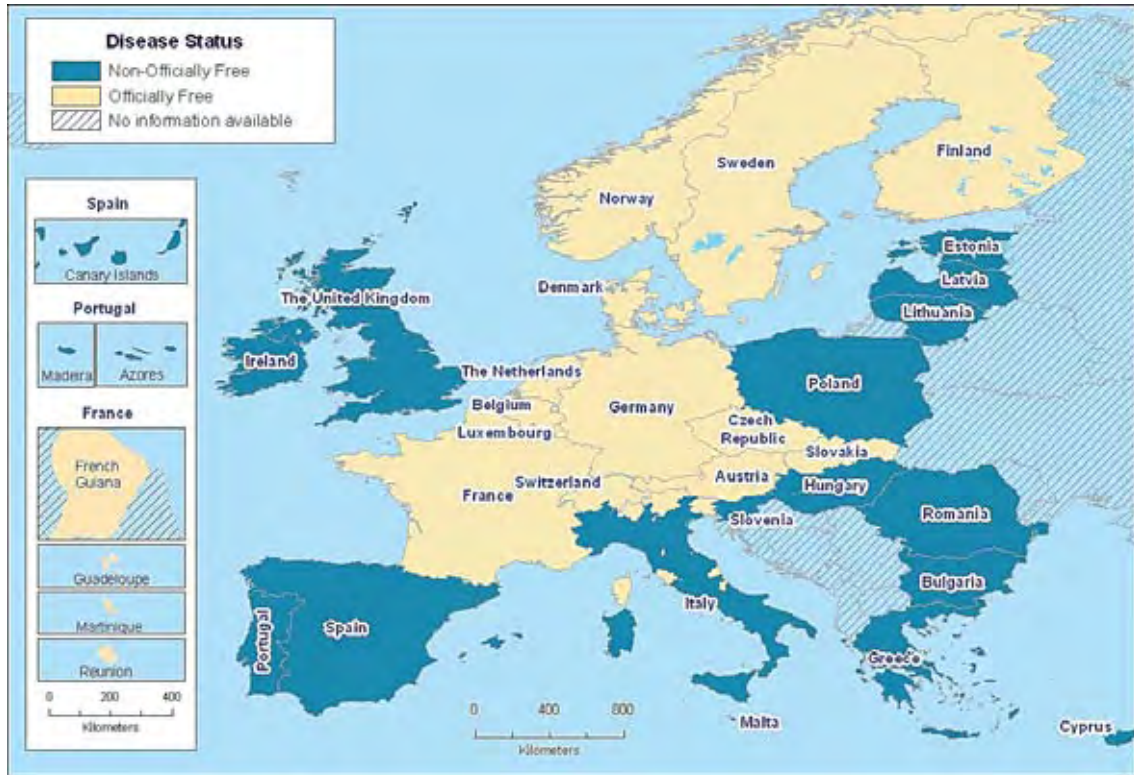 Disease Status
Non-Officially Free
Officially Free
No information available
Spain
Canary Islands
Portugal
Madeira
Azores
France
French
Guiana
Guadeloupe
Martinique
Reunion
0 200 400
Kilometers
Finland
Sweden
Norway
Estonia
Latvia
Lithuania
Denmark
The United Kingdom
Ireland
The Netherlands
Poland
Belgium
Germany
Luxembourg
Czech
Republic
Slovakia
Switzerland
Austria
France
Hungary
Slovenia
Romania
Bulgaria
Italy
Spain
Portugal
Greece
Malta
Cyprus
0 400 800
Kilometers